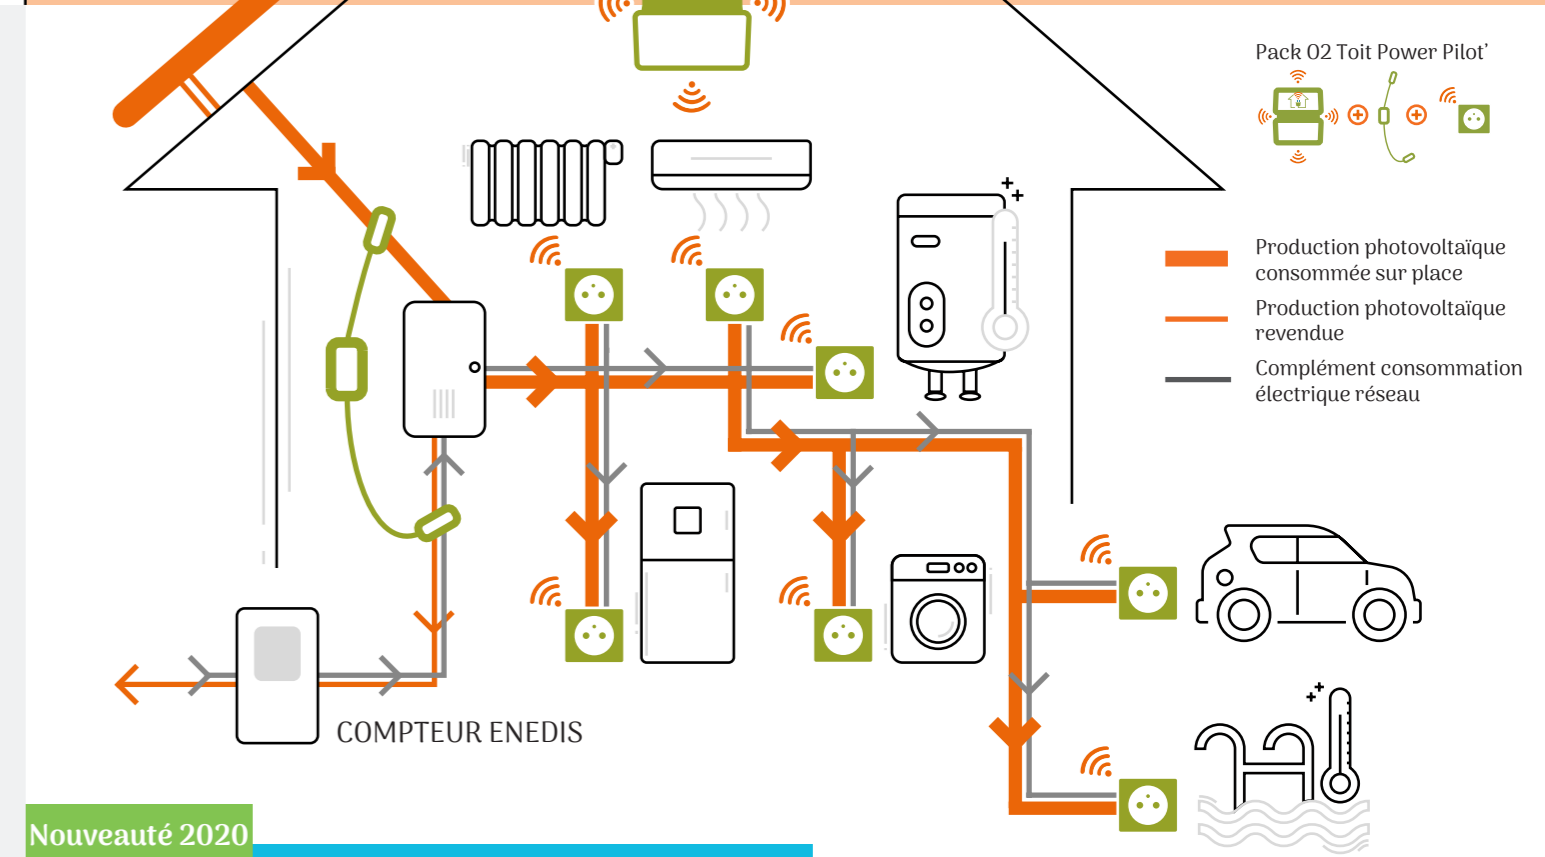 Pack O2 Toit Power Pilot’
Production photovoltaïque
consommée sur place
Production photovoltaïque
revendue
Complément consommation
électrique réseau
COMPTEUR ENEDIS
Nouveauté 2020